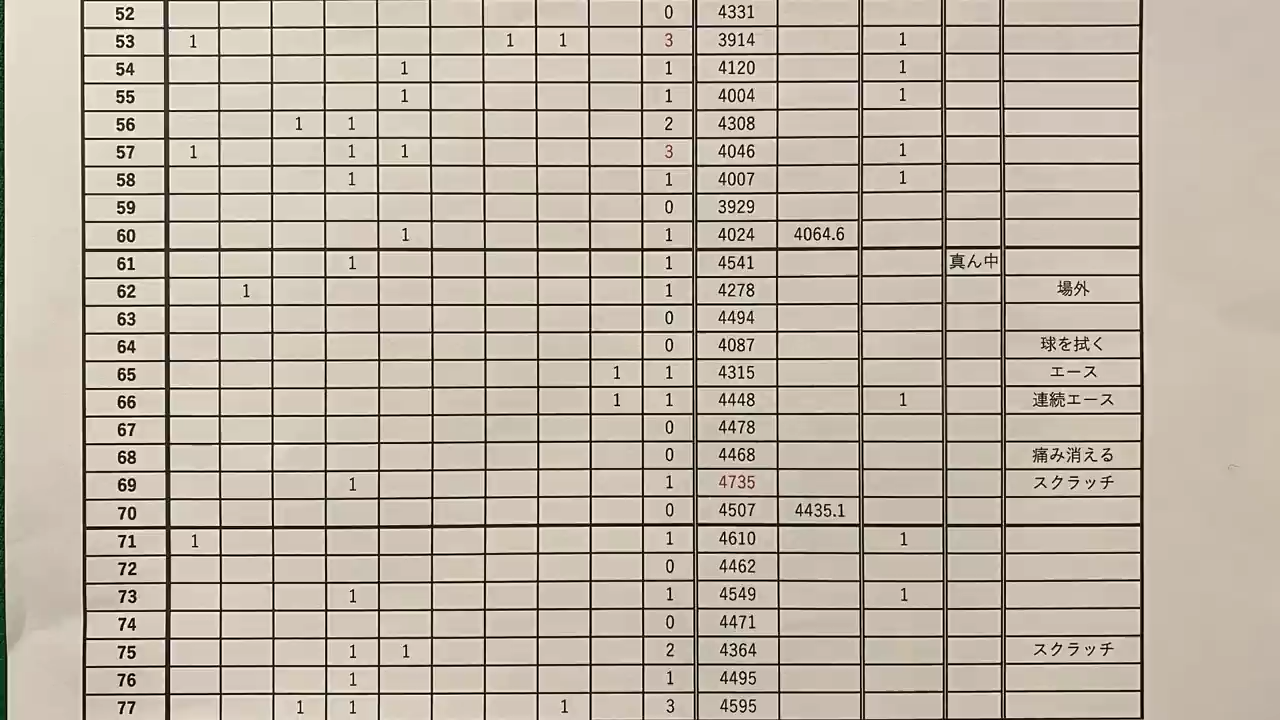 52 0 4331
53 1 1 1 3 3914 1
54 1 1 4120 1
55 1 1 4004 1
56 1 1 2 4308
57 1 1 1 3 4046 1
58 1 1 4007 1
59 0 3929
60 1 1 4024 4064.6
61 1 1 4541 真ん中
62 1 1 4278 場外
63 0 4494
64 0 4087 球を拭く
65 1 1 4315 エース
66 1 1 4448 1 連続エース
67 0 4478
68 0 4468 痛み消える
69 1 1 4735 スクラッチ
70 0 4507 4435.1
71 1 1 4610 1
72 0 4462
73 1 1 4549 1
74 0 4471
75 1 1 2 4364 スクラッチ
76 1 1 4495
77 1 1 1 3 4595